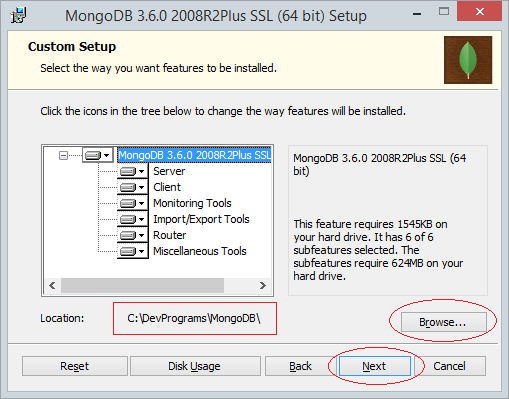 MongoDB 3.6.0 2008R2Plus SSL (64 bit) Setup
Custom Setup
Select the way you want features to be installed.
Click the icons in the tree below to change the way features will be installed.
MongoDB 3.6.0 2008R2Plus SSL
Server
Client
Monitoring Tools
Import/Export Tools
Router
Miscellaneous Tools
MongoDB 3.6.0 2008R2Plus SSL (64
bit)
This feature requires 1545KB on
your hard drive. It has 6 of 6
subfeatures selected. The
subfeatures require 624MB on your
hard drive.
Location: C:\DevPrograms\MongoDB\
Browse...
Reset Disk Usage Back Next Cancel